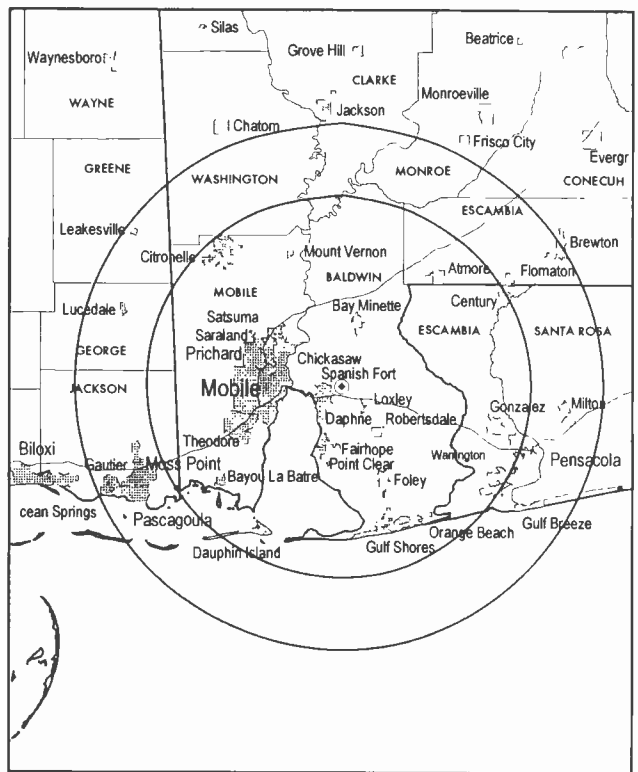 Silas
Beatrice
Grove Hill
Waynesboro
CLARKE
Monroeville
WAYNE
Jackson
Chatom
Frisco City
Evergr
GREENE
MONROE
WASHINGTON
CONECUH
ESCAMBIA
Leakesville
Brewton
Citronelle
Mount Vernon
Atmore
Flomaton
BALDWIN
MOBILE
Century
Bay Minette
Lucedale
Satsuma
ESCAMBIA
SANTA ROSA
Saraland
GEORGE
Prichard
Chickasaw
Spanish Fort
JACKSON
Mobile
Loxley
Milton
Gonzalez
Daphne
Robertsdale
Theodore
Biloxi
Fairhope
Pensacola
Gautier
Moss Point
Point Clear
Warrington
Bayou La Batre
Foley
cean Springs
Pascagoula
Orange Beach
Gulf Breeze
Dauphin Island
Gulf Shores